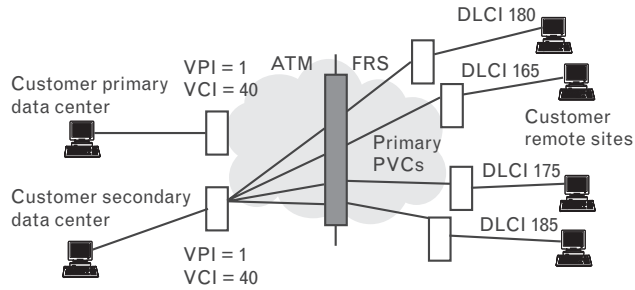 DLCI 180
VPI = 1
VCI = 40
ATM
FRS
DLCI 165
Customer primary
data center
Customer
remote sites
Primary
PVCs
DLCI 175
Customer secondary
data center
DLCI 185
VPI = 1
VCI = 40